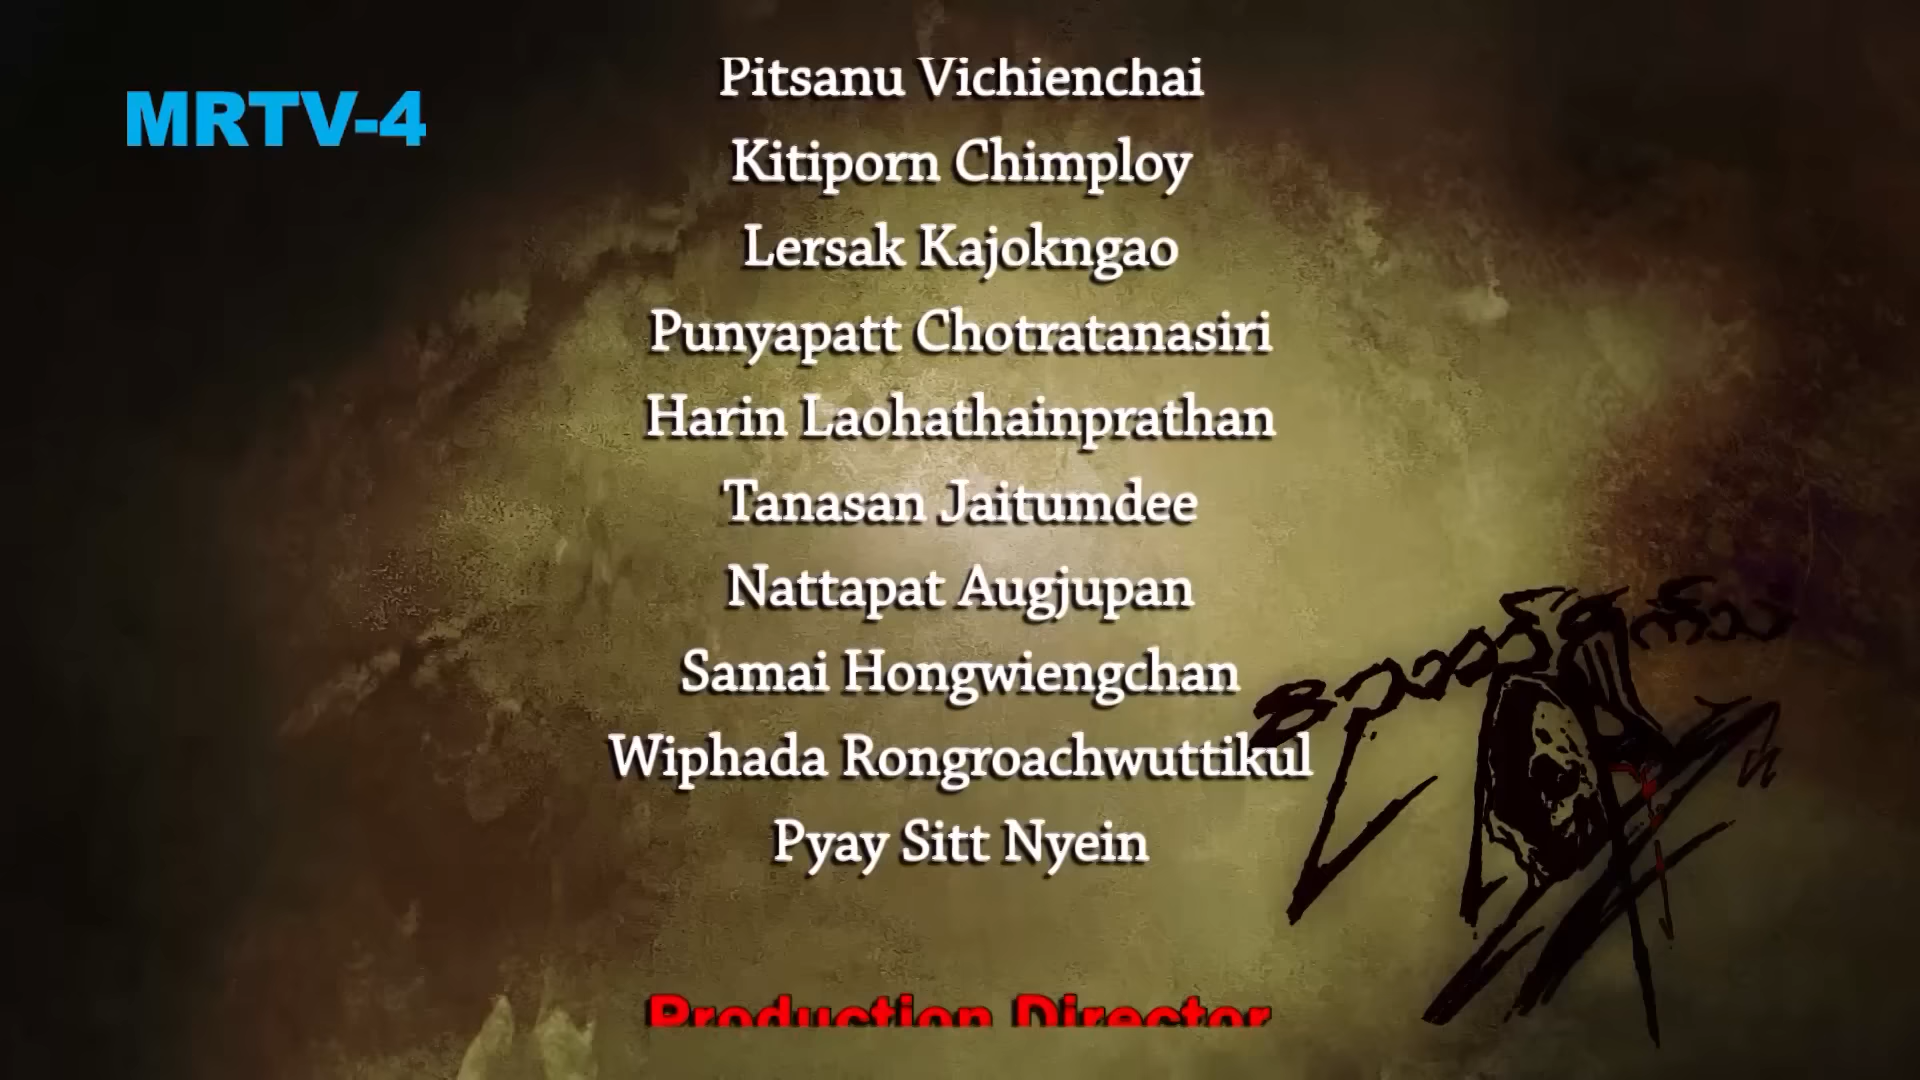 MRTV-4
Pitsanu Vichienchai
Kitiporn Chimploy
Lersak Kajokngao
Punyapatt Chotratanasiri
Harin Laohathainprathan
Tanasan Jaitumdee
Nattapat Augjupan
Samai Hongwiengchan
Wiphada Rongroachwuttikul
Pyay Sitt Nyein
Production Director